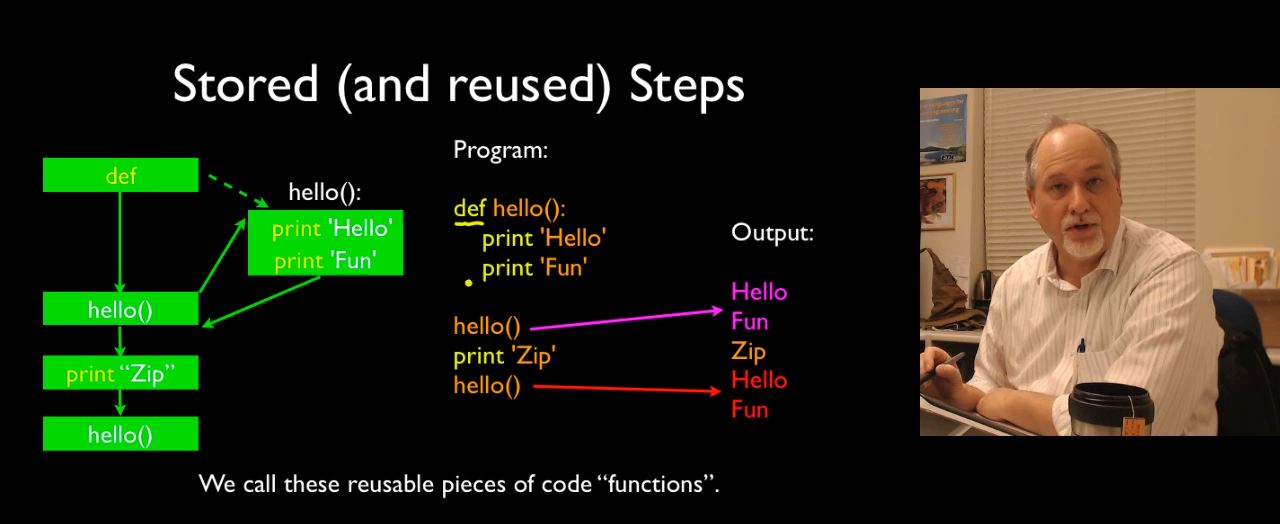 Stored (and reused) Steps
def
hello():
print 'Hello'
print 'Fun'
hello()
print “Zip”
hello()
Program:
def hello():
print 'Hello'
print 'Fun'
hello()
print 'Zip'
hello()
Output:
Hello
Fun
Zip
Hello
Fun
We call these reusable pieces of code “functions”.